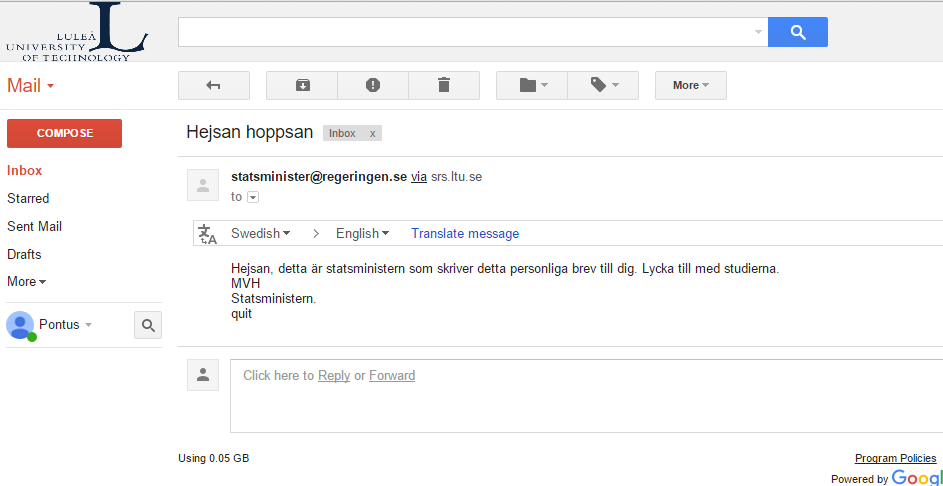 LULEÅ
UNIVERSITY
OF TECHNOLOGY
L
Mail
More
COMPOSE
Inbox
Starred
Sent Mail
Drafts
More
Pontus
Hejsan hoppsan Inbox x
statsminister@regeringen.se via srs.ltu.se
to
Swedish > English Translate message
Hejsan, detta är statsministern som skriver detta personliga brev till dig. Lycka till med studierna.
MVH
Statsministern.
quit
Click here to Reply or Forward
Using 0.05 GB
Program Policies
Powered by Googl